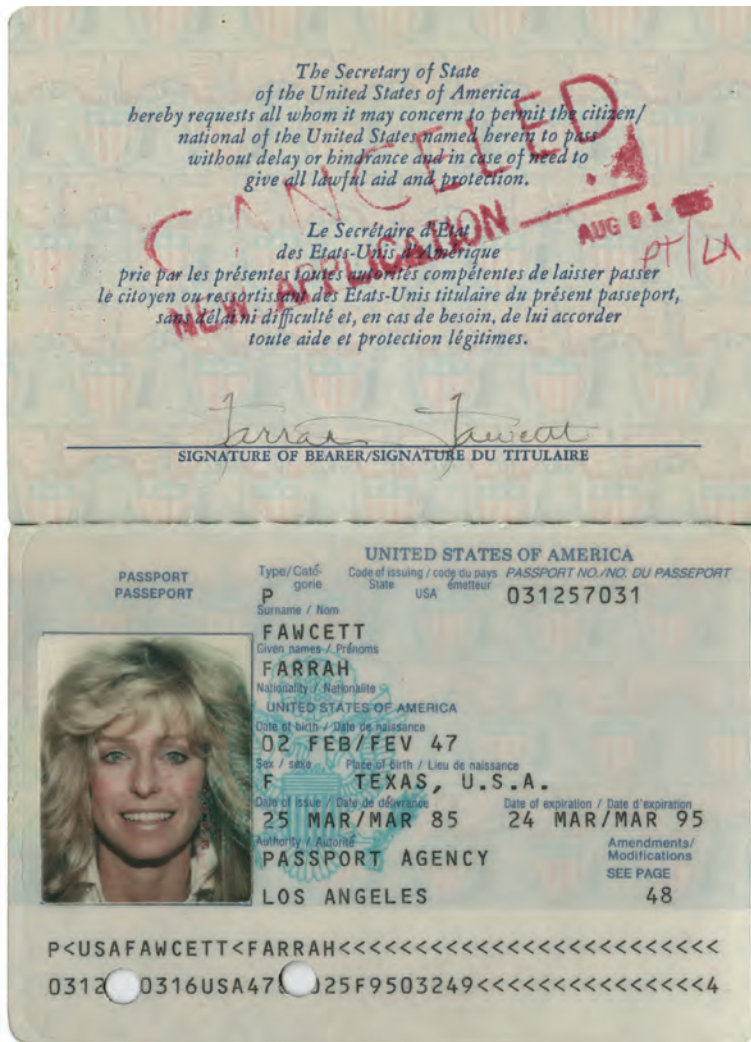 The Secretary of State
of the United States of America
hereby requests all whom it may concern to permit the citizen/
national of the United States named herein to pass
without delay or hindrance and in case of need to
give all lawful aid and protection.
CANCELED
NEW APPLICATION
AUG 01
PT/LA
Le Secrétaire d'Etat
des Etats-Unis d'Amérique
prie par les présentes toutes autorités compétentes de laisser passer
le citoyen ou ressortissant des Etats-Unis titulaire du présent passeport,
sans délai ni difficulté et, en cas de besoin, de lui accorder
toute aide et protection légitimes.
Farrah Fawcett
SIGNATURE OF BEARER/SIGNATURE DU TITULAIRE
UNITED STATES OF AMERICA
PASSPORT
PASSEPORT
Type/Caté-
gorie
P
Code of issuing / code du pays
State émetteur
USA
PASSPORT NO./NO. DU PASSEPORT
031257031
Surname / Nom
FAWCETT
Given names / Prénoms
FARRAH
Nationality / Nationalité
UNITED STATES OF AMERICA
Date of birth / Date de naissance
02 FEB/FEV 47
Sex / sexe Place of birth / Lieu de naissance
F TEXAS, U.S.A.
Date of issue / Date de délivrance Date of expiration / Date d'expiration
25 MAR/MAR 85 24 MAR/MAR 95
Authority / Autorité
PASSPORT AGENCY
LOS ANGELES
Amendments/
Modifications
SEE PAGE
48
P<USAFAWCETT<FARRAH<<<<<<<<<<<<<<<<<<<<<<<<<
0312 0316USA47 025F9503249<<<<<<<<<<<<<<<4